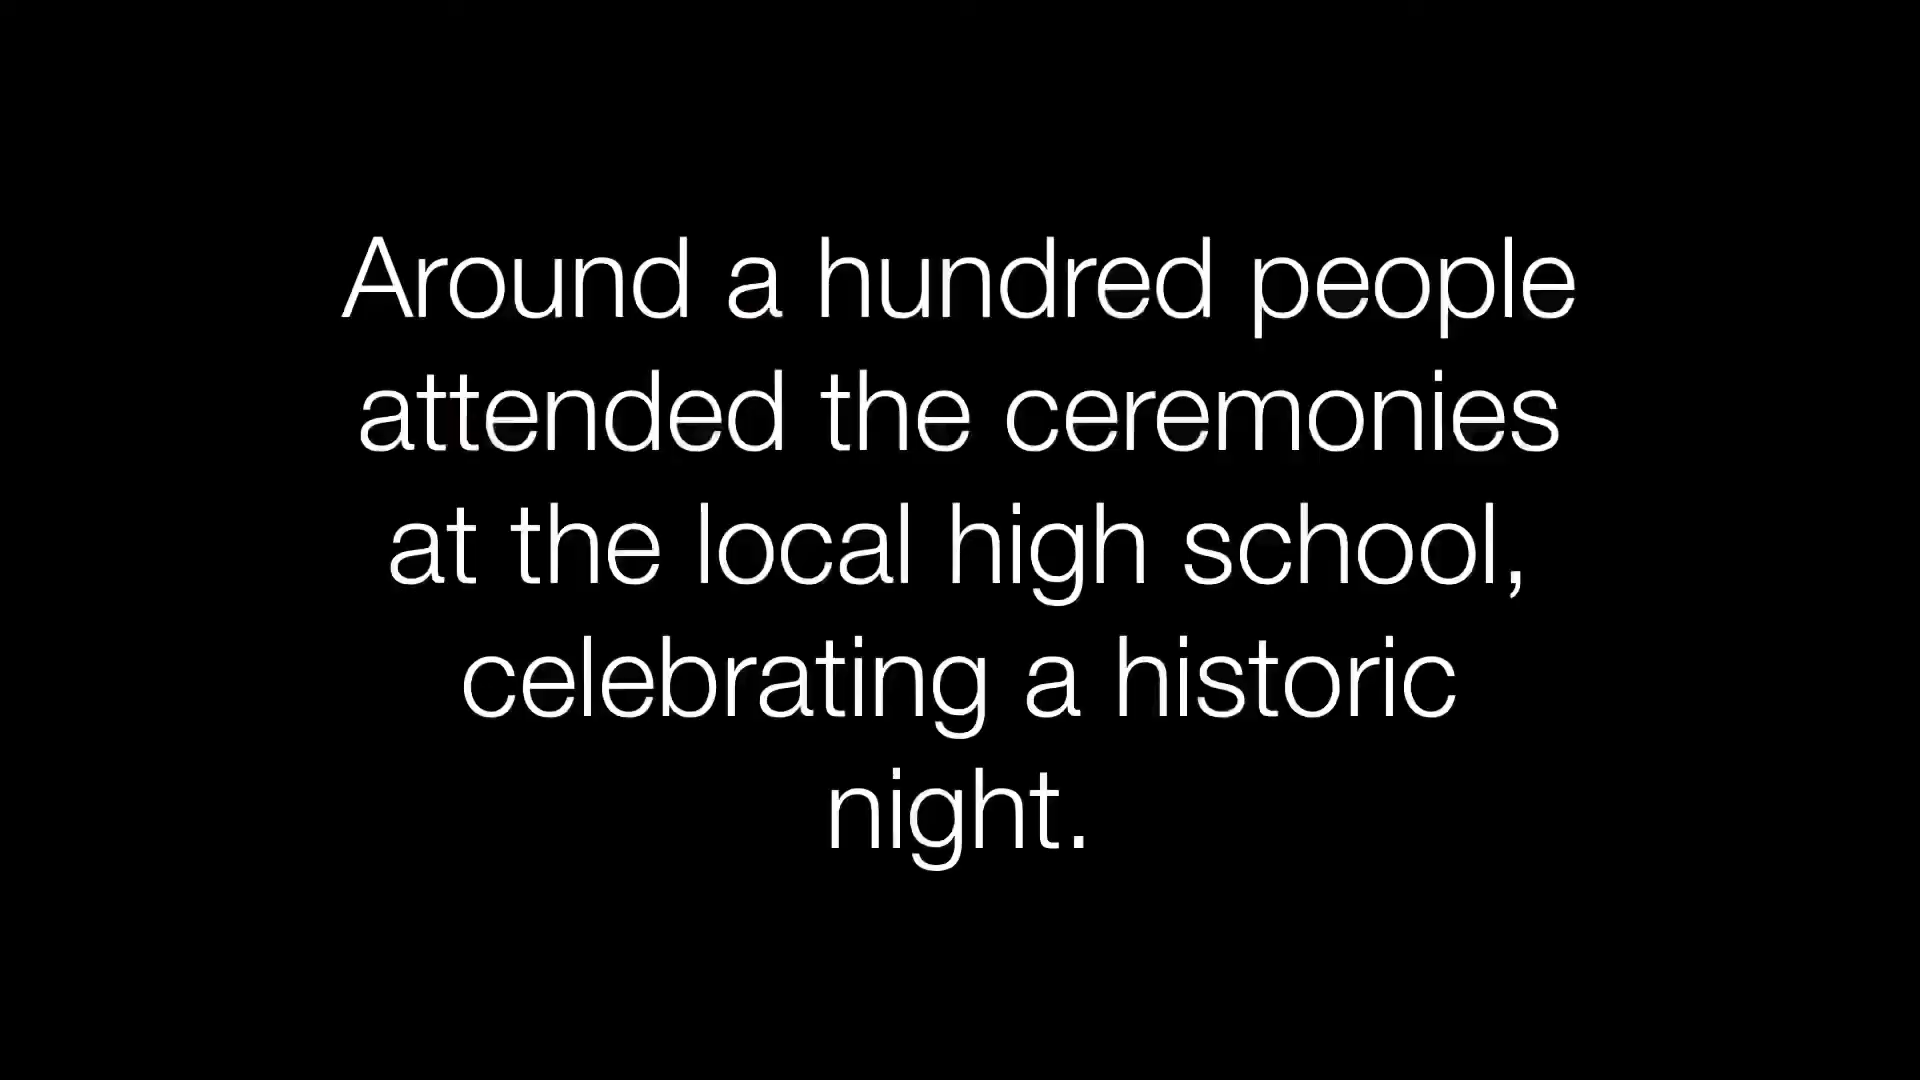 Around a hundred people
attended the ceremonies
at the local high school,
celebrating a historic
night.